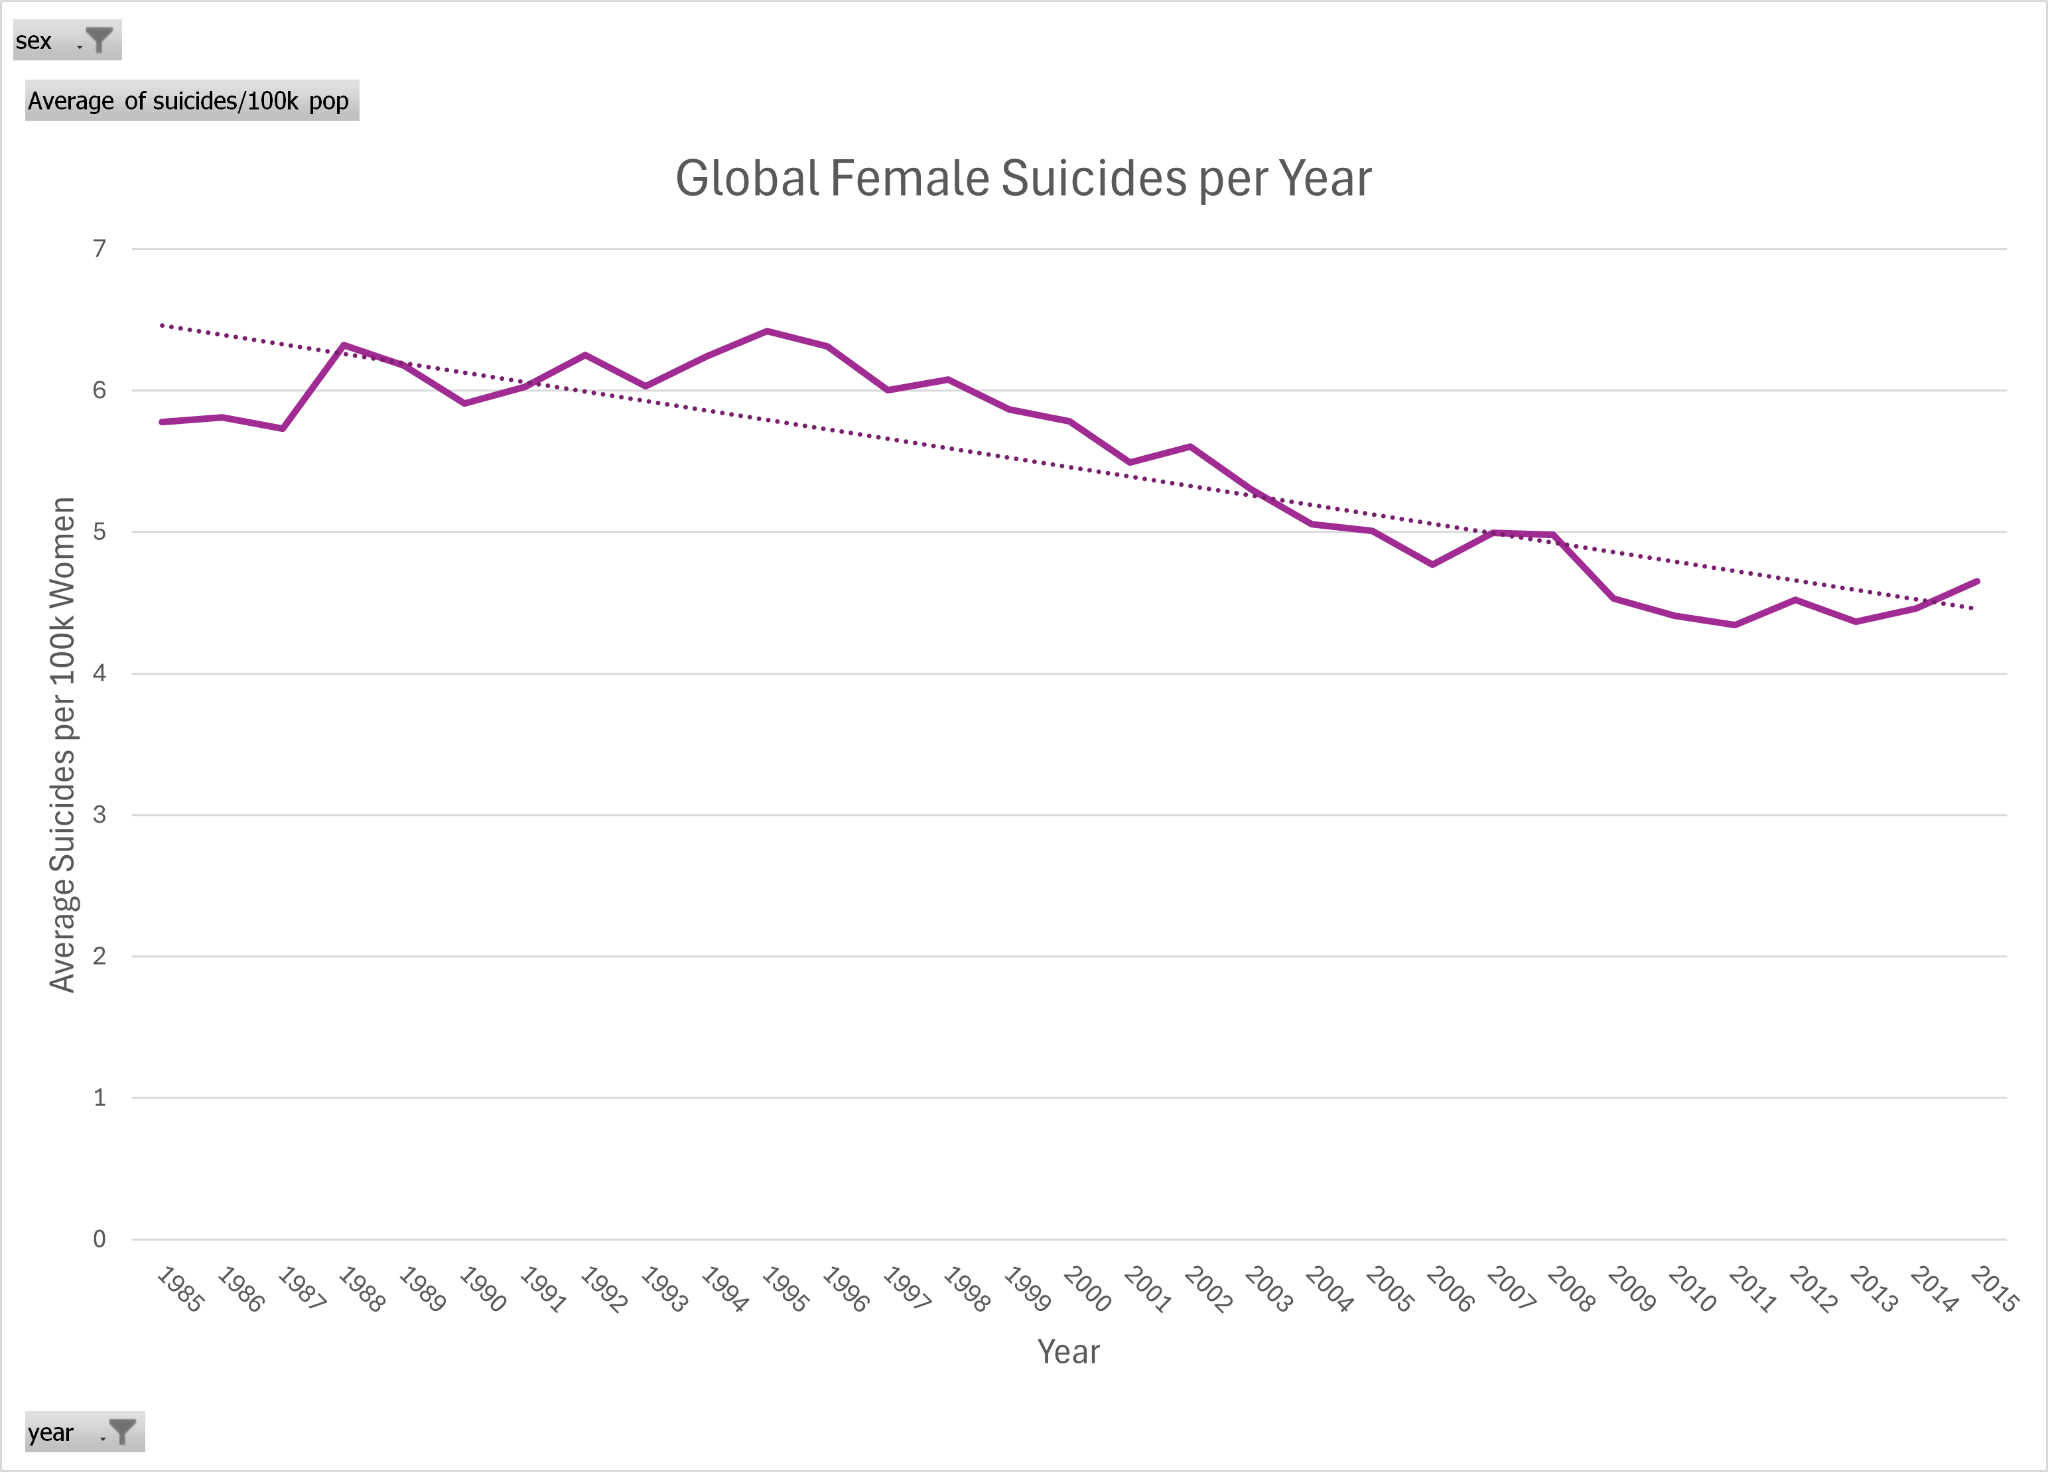 sex
Average of suicides/100k pop
Global Female Suicides per Year
Average Suicides per 100k Women
7
6
5
4
3
2
1
0
1985 1986 1987 1988 1989 1990 1991 1992 1993 1994 1995 1996 1997 1998 1999 2000 2001 2002 2003 2004 2005 2006 2007 2008 2009 2010 2011 2012 2013 2014 2015
Year
year